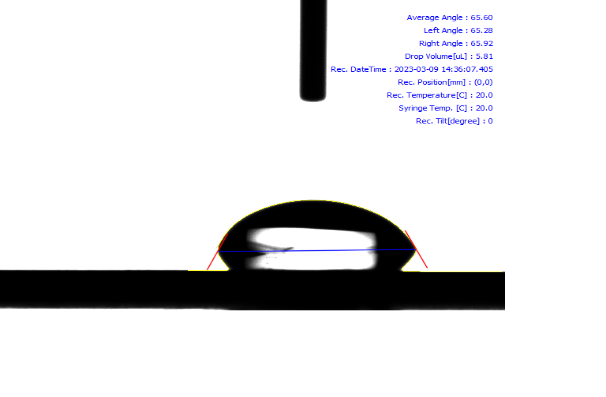 Average Angle : 65.60
Left Angle : 65.28
Right Angle : 65.92
Drop Volume[uL] : 5.81
Rec. DateTime : 2023-03-09 14:36:07.405
Rec. Position[mm] : (0,0)
Rec. Temperature[C] : 20.0
Syringe Temp. [C] : 20.0
Rec. Tilt[degree] : 0